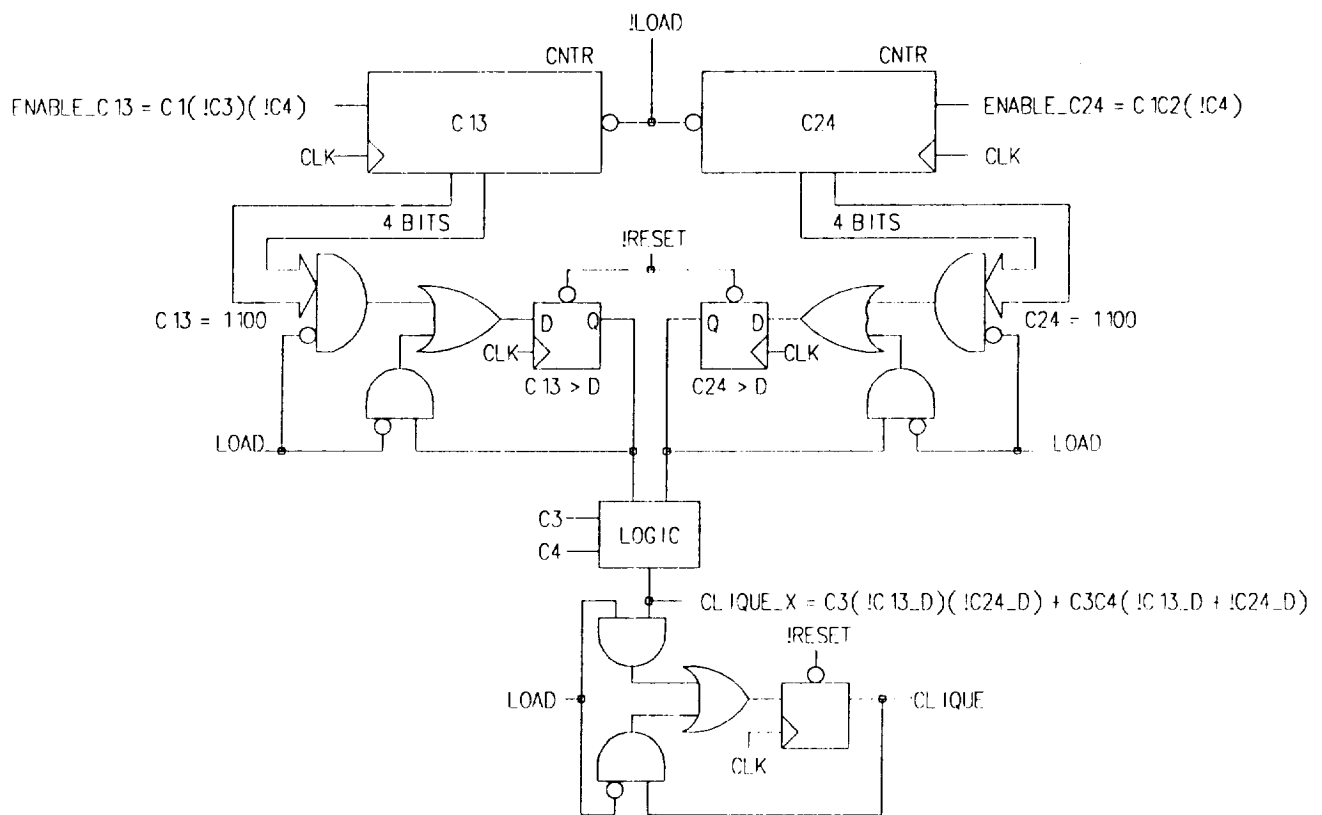 !LOAD
CNTR
CNTR
ENABLE_C13 = C1(!C3)(!C4)
C13
C24
ENABLE_C24 = C1C2(!C4)
CLK
CLK
4 BITS
4 BITS
!RESET
C13 = 1100
D Q
Q D
C24 = 1100
CLK
CLK
C13 > D
C24 > D
LOAD
LOAD
C3
LOGIC
C4
CLIQUE_X = C3(!C13_D)(!C24_D) + C3C4(!C13_D + !C24_D)
!RESET
LOAD
CLIQUE
CLK